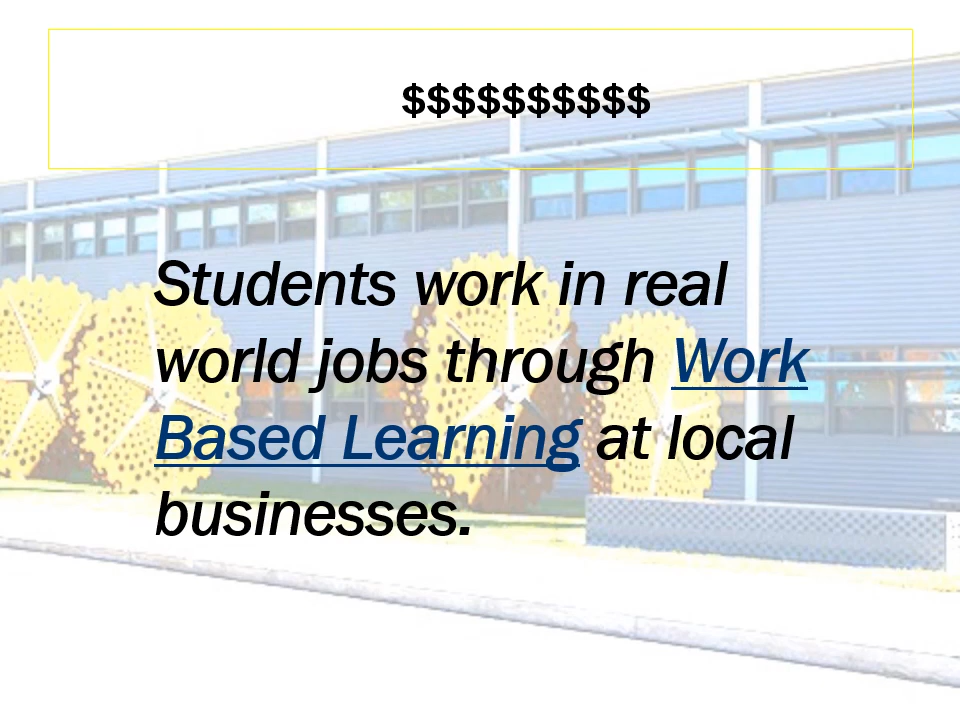 $$$$$$$$$$
Students work in real
world jobs through Work
Based Learning at local
businesses.